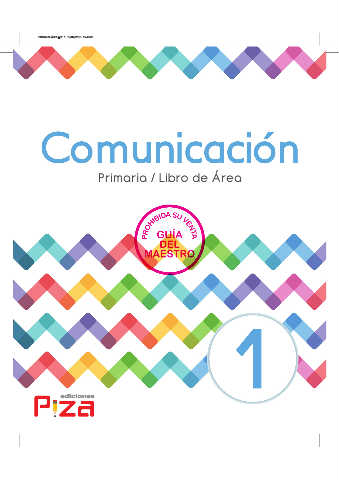 Comunicación
Primaria / Libro de Área
PROHIBIDA SU VENTA
GUÍA
DEL
MAESTRO
1
ediciones
Piza